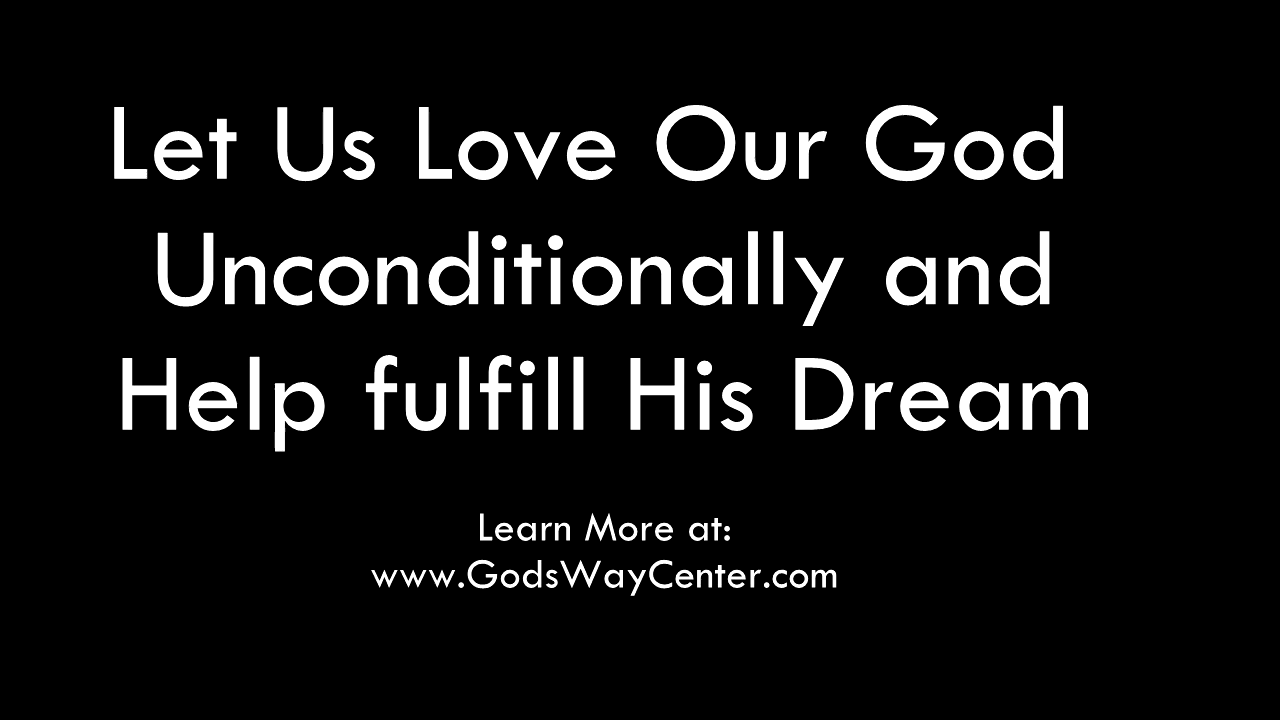 Let Us Love Our God
Unconditionally and
Help fulfill His Dream
Learn More at:
www.GodsWayCenter.com